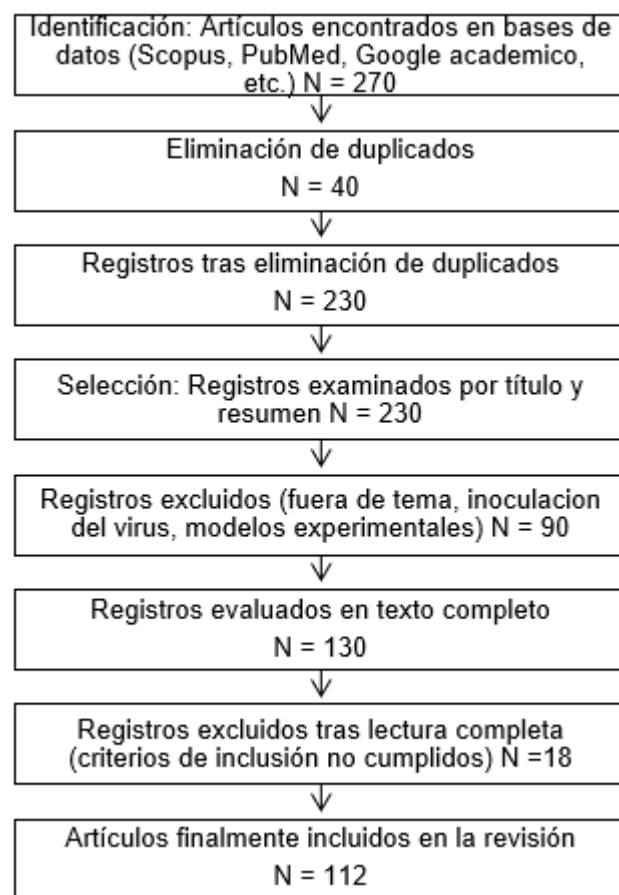 Identificación: Artículos encontrados en bases de
datos (Scopus, PubMed, Google academico,
etc.) N = 270
Eliminación de duplicados
N = 40
Registros tras eliminación de duplicados
N = 230
Selección: Registros examinados por título y
resumen N = 230
Registros excluidos (fuera de tema, inoculacion
del virus, modelos experimentales) N = 90
Registros evaluados en texto completo
N = 130
Registros excluidos tras lectura completa
(criterios de inclusión no cumplidos) N =18
Artículos finalmente incluidos en la revisión
N = 112